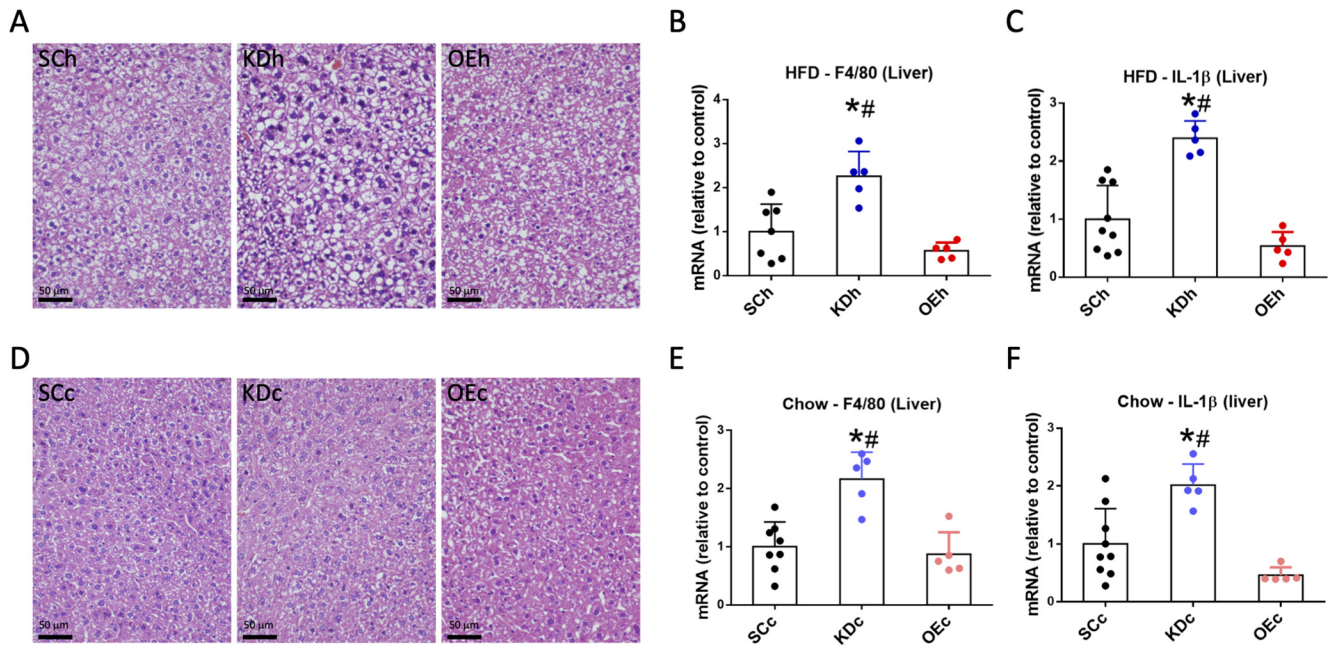 A
SCh
KDh
OEh
50 μm
50 μm
50 μm
B
HFD - F4/80 (Liver)
mRNA (relative to control)
4
3
2
1
0
*#
SCh
KDh
OEh
C
HFD - IL-1β (Liver)
mRNA (relative to control)
3
2
1
0
*#
SCh
KDh
OEh
D
SCc
KDc
OEc
50 μm
50 μm
50 μm
E
Chow - F4/80 (Liver)
mRNA (relative to control)
3
2
1
0
*#
SCc
KDc
OEc
F
Chow - IL-1β (liver)
mRNA (relative to control)
3
2
1
0
*#
SCc
KDc
OEc